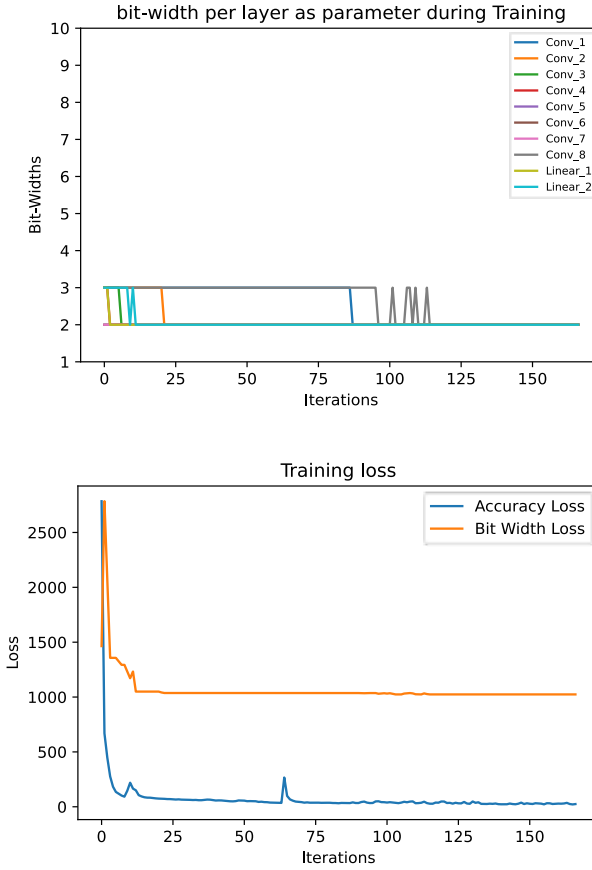 bit-width per layer as parameter during Training
10
9
8
7
6
5
4
3
2
1
Bit-Widths
Conv_1
Conv_2
Conv_3
Conv_4
Conv_5
Conv_6
Conv_7
Conv_8
Linear_1
Linear_2
0 25 50 75 100 125 150
Iterations
Training loss
2500
2000
1500
1000
500
0
Loss
Accuracy Loss
Bit Width Loss
0 25 50 75 100 125 150
Iterations